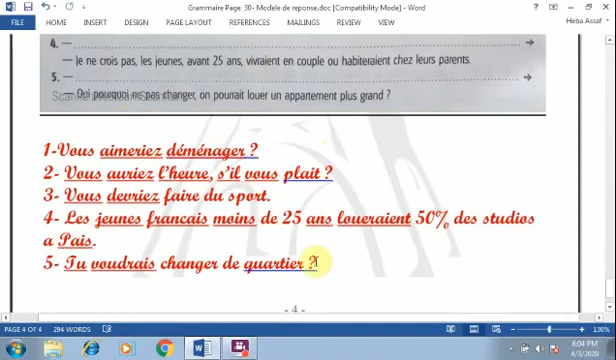 Grammaire Page 30- Modele de reponse.doc [Compatibility Mode] - Word
FILE HOME INSERT DESIGN PAGE LAYOUT REFERENCES MAILINGS REVIEW VIEW Heba Assaf
4. —
— Je ne crois pas, les jeunes, avant 25 ans, vivraient en couple ou habiteraient chez leurs parents.
5. —
— Oui pourquoi ne pas changer, on pourrait louer un appartement plus grand ?
1-Vous aimeriez déménager ?
2- Vous auriez l'heure, s'il vous plait ?
3- Vous devriez faire du sport.
4- Les jeunes francais moins de 25 ans loueraient 50% des studios
a Pais.
5- Tu voudrais changer de quartier ?
- 4 -
PAGE 4 OF 4 294 WORDS 130%
6:04 PM
4/3/2020